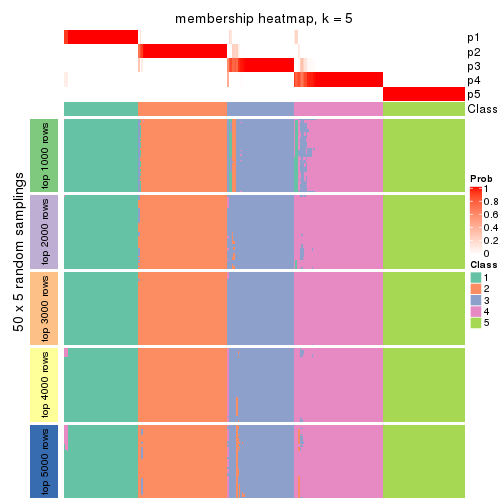 membership heatmap, k = 5
p1
p2
p3
p4
p5
Class
50 x 5 random samplings
top 1000 rows
top 2000 rows
top 3000 rows
top 4000 rows
top 5000 rows
Prob
1
0.8
0.6
0.4
0.2
0
Class
1
2
3
4
5